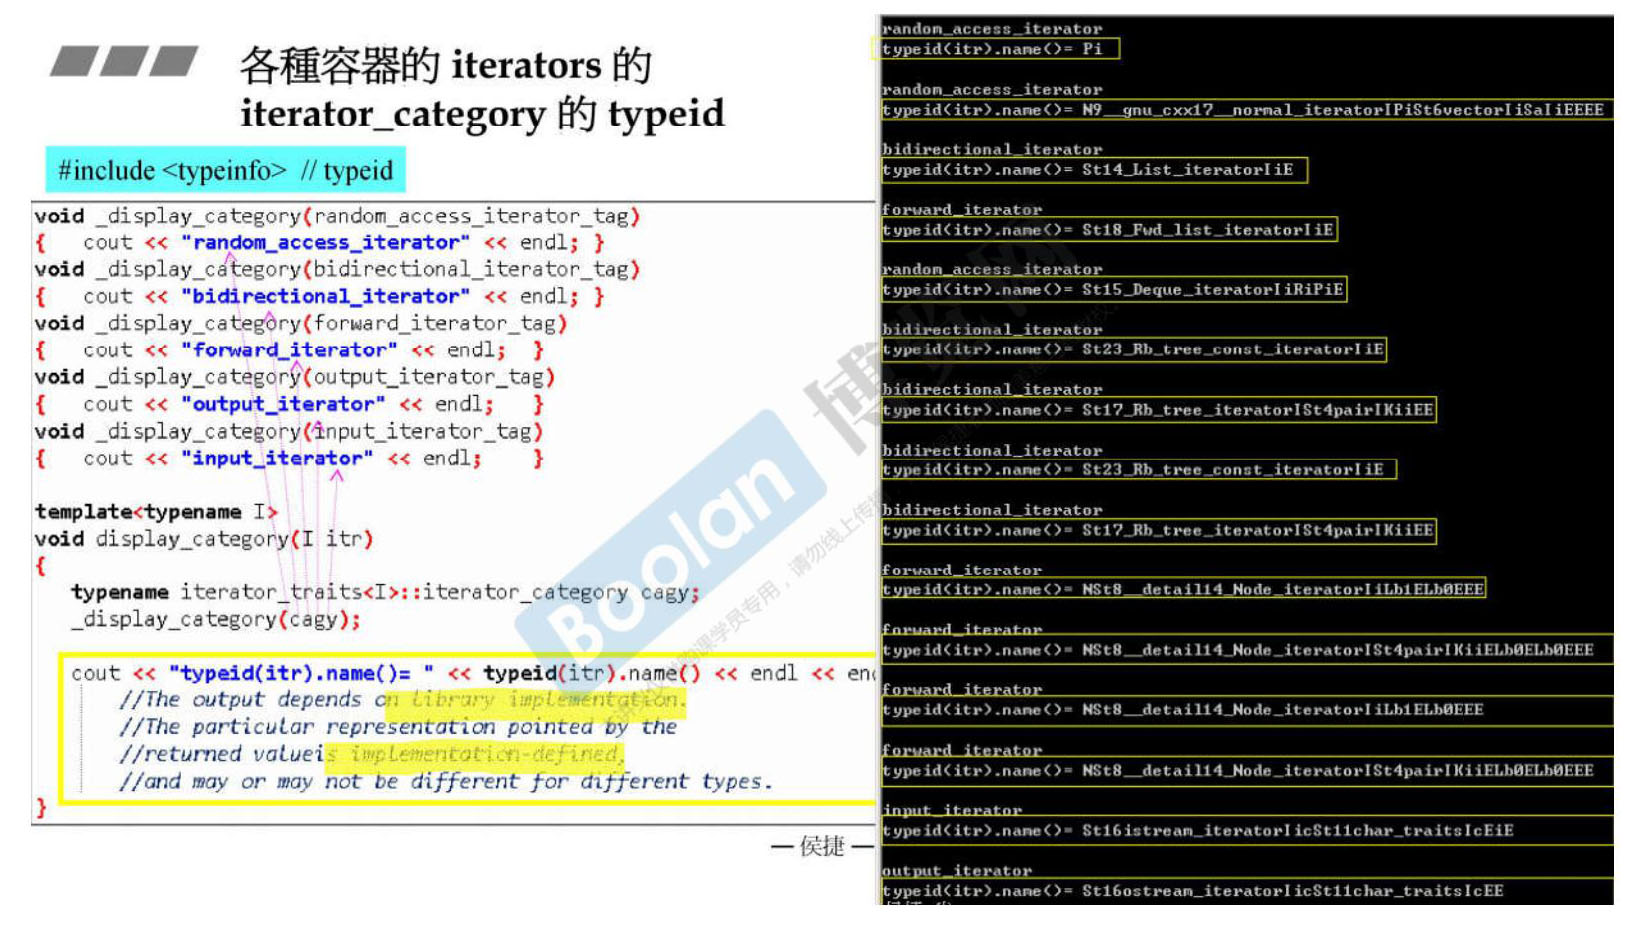 各種容器的 iterators 的
iterator_category 的 typeid
#include <typeinfo> // typeid
void _display_category(random_access_iterator_tag)
{ cout << "random_access_iterator" << endl; }
void _display_category(bidirectional_iterator_tag)
{ cout << "bidirectional_iterator" << endl; }
void _display_category(forward_iterator_tag)
{ cout << "forward_iterator" << endl; }
void _display_category(output_iterator_tag)
{ cout << "output_iterator" << endl; }
void _display_category(input_iterator_tag)
{ cout << "input_iterator" << endl; }
template<typename I>
void display_category(I itr)
{
typename iterator_traits<I>::iterator_category cagy;
_display_category(cagy);
cout << "typeid(itr).name()= " << typeid(itr).name() << endl << en
//The output depends on library implementation.
//The particular representation pointed by the
//returned valueis implementation-defined,
//and may or may not be different for different types.
}
— 侯捷 —
random_access_iterator
typeid(itr).name()= Pi
random_access_iterator
typeid(itr).name()= N9__gnu_cxx17__normal_iteratorIPiSt6vectorIiSaIiEEEE
bidirectional_iterator
typeid(itr).name()= St14_List_iteratorIiE
forward_iterator
typeid(itr).name()= St18_Fwd_list_iteratorIiE
random_access_iterator
typeid(itr).name()= St15_Deque_iteratorIiRiPiE
bidirectional_iterator
typeid(itr).name()= St23_Rb_tree_const_iteratorIiE
bidirectional_iterator
typeid(itr).name()= St17_Rb_tree_iteratorISt4pairIKiiEE
bidirectional_iterator
typeid(itr).name()= St23_Rb_tree_const_iteratorIiE
bidirectional_iterator
typeid(itr).name()= St17_Rb_tree_iteratorISt4pairIKiiEE
forward_iterator
typeid(itr).name()= NSt8__detail14_Node_iteratorIiLb1ELb0EEE
forward_iterator
typeid(itr).name()= NSt8__detail14_Node_iteratorISt4pairIKiiELb0ELb0EEE
forward_iterator
typeid(itr).name()= NSt8__detail14_Node_iteratorIiLb1ELb0EEE
forward_iterator
typeid(itr).name()= NSt8__detail14_Node_iteratorISt4pairIKiiELb0ELb0EEE
input_iterator
typeid(itr).name()= St16istream_iteratorIicSt11char_traitsIcEiE
output_iterator
typeid(itr).name()= St16ostream_iteratorIicSt11char_traitsIcEE
Boolan 博览网